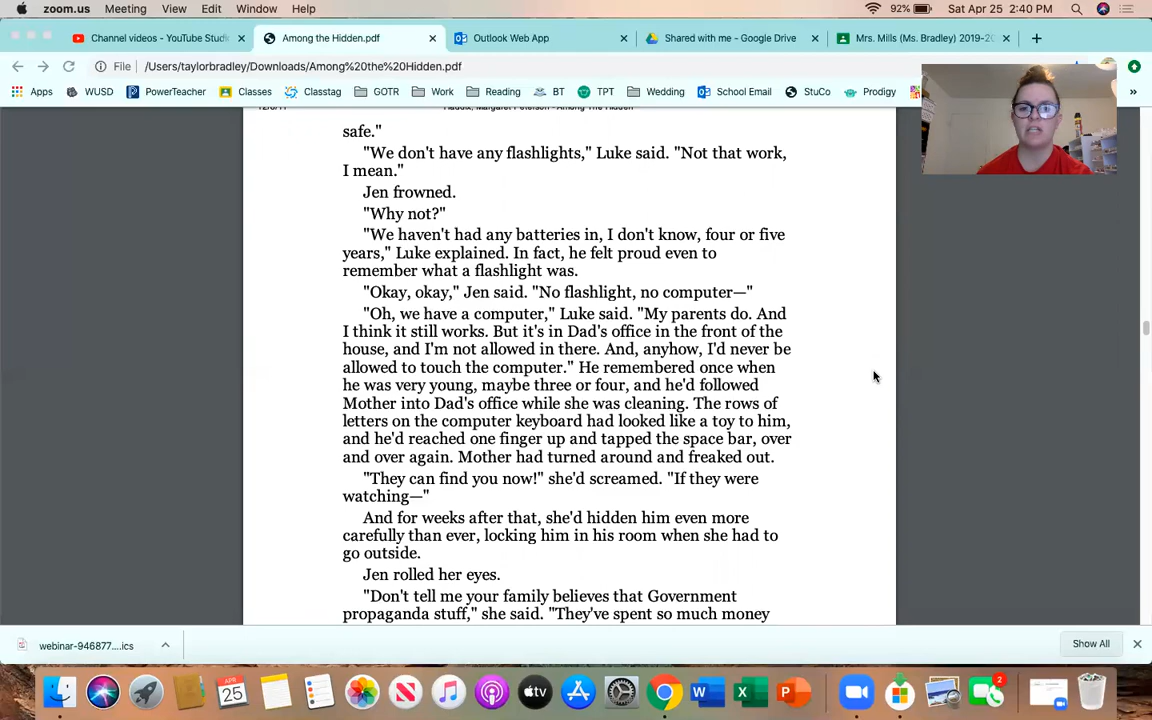 zoom.us Meeting View Edit Window Help 92% Sat Apr 25 2:40 PM
Channel videos - YouTube Stud Among the Hidden.pdf Outlook Web App Shared with me - Google Drive Mrs. Mills (Ms. Bradley) 2019-20
File /Users/taylorbradley/Downloads/Among%20the%20Hidden.pdf
Apps WUSD PowerTeacher Classes Classtag GOTR Work Reading BT TPT Wedding School Email StuCo Prodigy
Haddix, Margaret Peterson - Among The Hidden
safe."
"We don't have any flashlights," Luke said. "Not that work,
I mean."
Jen frowned.
"Why not?"
"We haven't had any batteries in, I don't know, four or five
years," Luke explained. In fact, he felt proud even to
remember what a flashlight was.
"Okay, okay," Jen said. "No flashlight, no computer—"
"Oh, we have a computer," Luke said. "My parents do. And
I think it still works. But it's in Dad's office in the front of the
house, and I'm not allowed in there. And, anyhow, I'd never be
allowed to touch the computer." He remembered once when
he was very young, maybe three or four, and he'd followed
Mother into Dad's office while she was cleaning. The rows of
letters on the computer keyboard had looked like a toy to him,
and he'd reached one finger up and tapped the space bar, over
and over again. Mother had turned around and freaked out.
"They can find you now!" she'd screamed. "If they were
watching—"
And for weeks after that, she'd hidden him even more
carefully than ever, locking him in his room when she had to
go outside.
Jen rolled her eyes.
"Don't tell me your family believes that Government
propaganda stuff," she said. "They've spent so much money
webinar-946877....ics Show All
25 tv 2